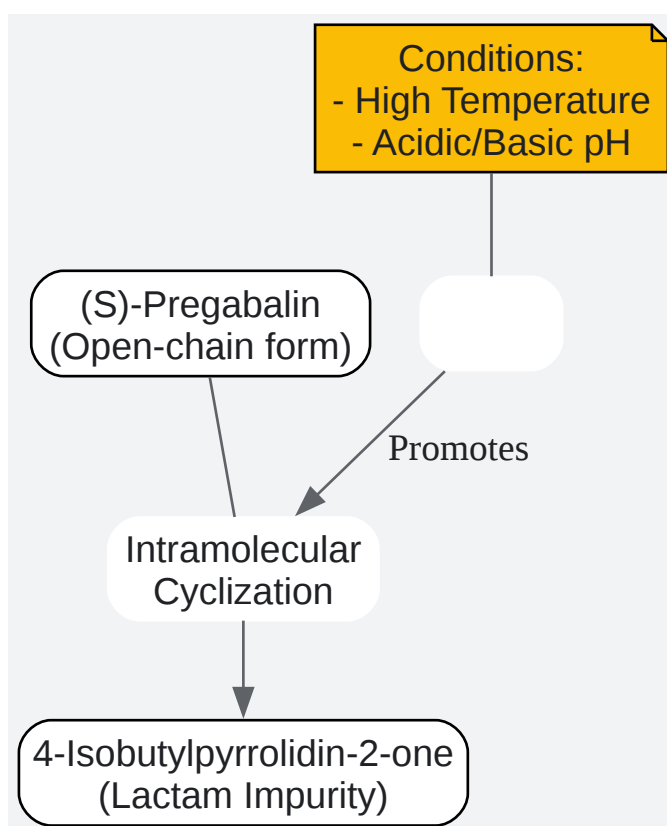 Conditions:
- High Temperature
- Acidic/Basic pH
(S)-Pregabalin
(Open-chain form)
Promotes
Intramolecular
Cyclization
4-Isobutylpyrrolidin-2-one
(Lactam Impurity)